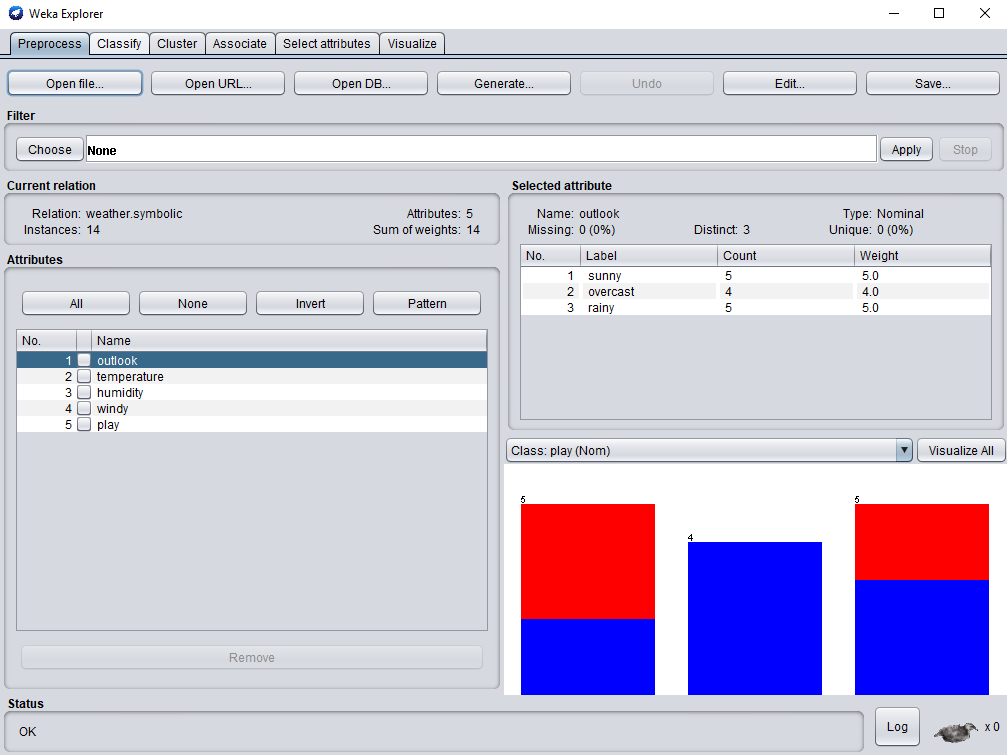 Weka Explorer
Preprocess Classify Cluster Associate Select attributes Visualize
Open file... Open URL... Open DB... Generate... Undo Edit... Save...
Filter
Choose None Apply Stop
Current relation
Relation: weather.symbolic Attributes: 5
Instances: 14 Sum of weights: 14
Attributes
All None Invert Pattern
No. Name
1 outlook
2 temperature
3 humidity
4 windy
5 play
Remove
Selected attribute
Name: outlook Type: Nominal
Missing: 0 (0%) Distinct: 3 Unique: 0 (0%)
No. Label Count Weight
1 sunny 5 5.0
2 overcast 4 4.0
3 rainy 5 5.0
Class: play (Nom) Visualize All
5 4 5
Status
OK Log x 0